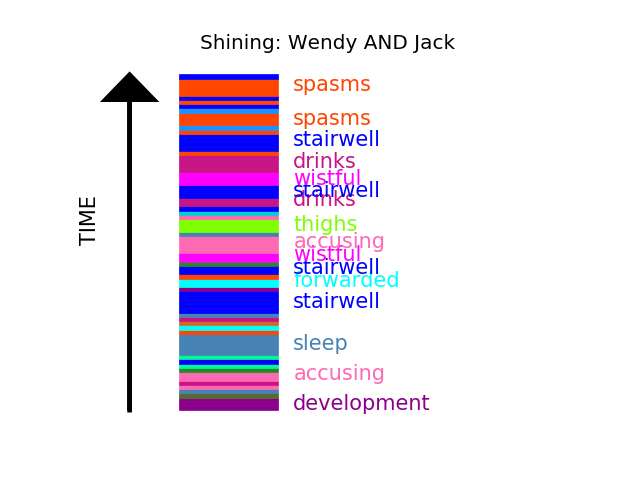 Shining: Wendy AND Jack
TIME
spasms
spasms
stairwell
drinks
wistful
stairwell
drinks
thighs
accusing
wistful
stairwell
forwarded
stairwell
sleep
accusing
development